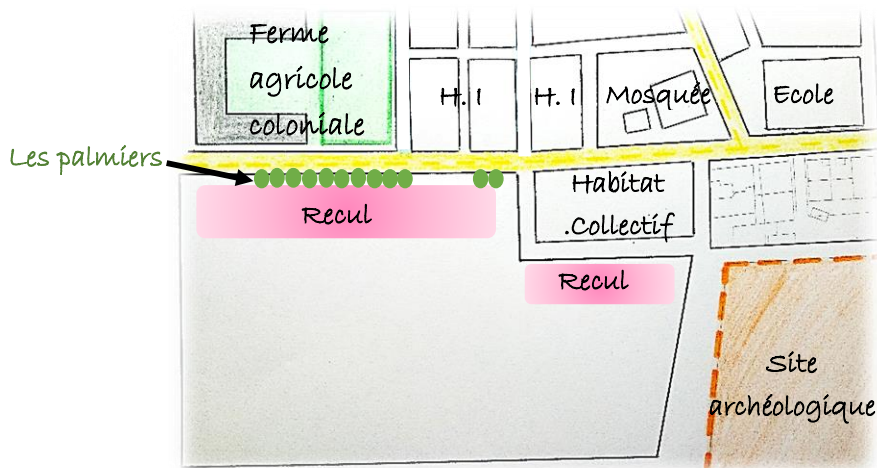 Ferme
agricole
coloniale
H. I
H. I
Mosquée
Ecole
Les palmiers
Recul
Habitat
.Collectif
Recul
Site
archéologique